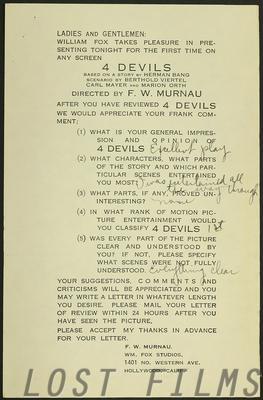 LADIES AND GENTLEMEN:
WILLIAM FOX TAKES PLEASURE IN PRE-
SENTING TONIGHT FOR THE FIRST TIME ON
ANY SCREEN
4 DEVILS
BASED ON A STORY BY HERMAN BANG
SCENARIO BY BERTHOLD VIERTEL
CARL MAYER AND MARION ORTH
DIRECTED BY F. W. MURNAU
AFTER YOU HAVE REVIEWED 4 DEVILS
WE WOULD APPRECIATE YOUR FRANK COM-
MENT;
(1) WHAT IS YOUR GENERAL IMPRES-
SION AND OPINION OF
4 DEVILS Excellent play
(2) WHAT CHARACTERS, WHAT PARTS
OF THE STORY AND WHICH PAR-
TICULAR SCENES ENTERTAINED
YOU MOST? I was entertained all
the way through
(3) WHAT PARTS, IF ANY, PROVED UN-
INTERESTING? none
(4) IN WHAT RANK OF MOTION PIC-
TURE ENTERTAINMENT WOULD
YOU CLASSIFY 4 DEVILS 1st
(5) WAS EVERY PART OF THE PICTURE
CLEAR AND UNDERSTOOD BY
YOU? IF NOT, PLEASE SPECIFY
WHAT SCENES WERE NOT FULLY
UNDERSTOOD. Everything clear
YOUR SUGGESTIONS, COMMENTS AND
CRITICISMS WILL BE APPRECIATED AND YOU
MAY WRITE A LETTER IN WHATEVER LENGTH
YOU DESIRE. PLEASE MAIL YOUR LETTER
OF REVIEW WITHIN 24 HOURS AFTER YOU
HAVE SEEN THE PICTURE.
PLEASE ACCEPT MY THANKS IN ADVANCE
FOR YOUR LETTER.
F. W. MURNAU.
WM. FOX STUDIOS,
1401 NO. WESTERN AVE.
HOLLYWOOD, CALIF.
LOST FILMS